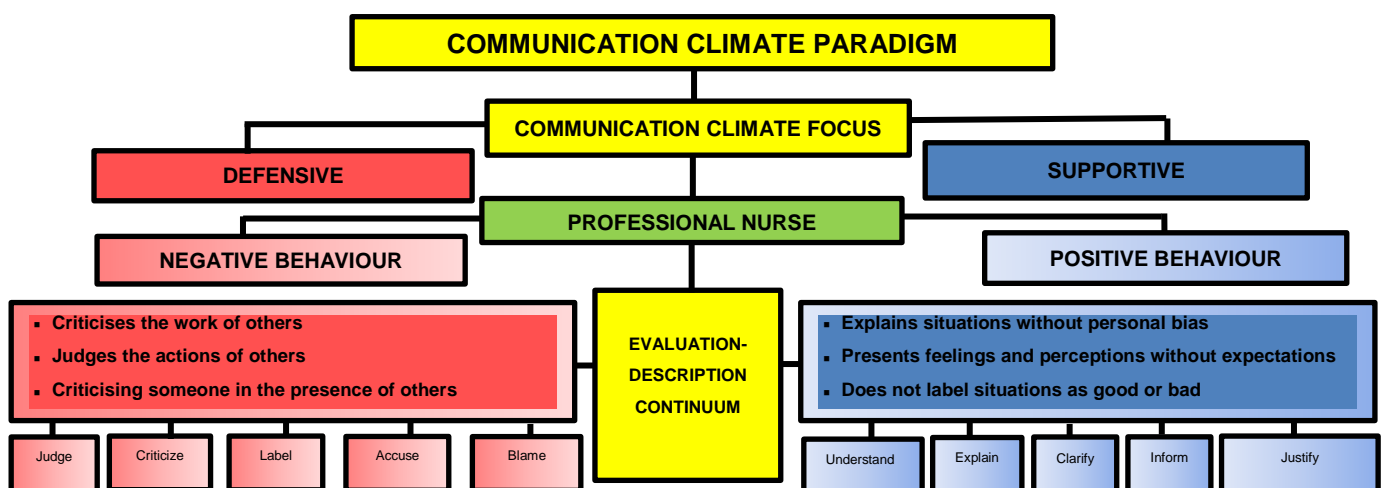 COMMUNICATION CLIMATE PARADIGM
COMMUNICATION CLIMATE FOCUS
DEFENSIVE
SUPPORTIVE
PROFESSIONAL NURSE
NEGATIVE BEHAVIOUR
POSITIVE BEHAVIOUR
▪ Criticises the work of others
▪ Judges the actions of others
▪ Criticising someone in the presence of others
EVALUATION-
DESCRIPTION
CONTINUUM
▪ Explains situations without personal bias
▪ Presents feelings and perceptions without expectations
▪ Does not label situations as good or bad
Judge
Criticize
Label
Accuse
Blame
Understand
Explain
Clarify
Inform
Justify